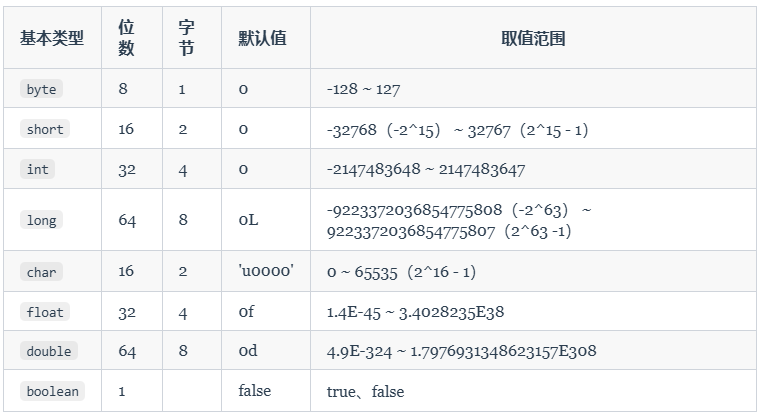 基本类型 位数 字节 默认值 取值范围
byte 8 1 0 -128 ~ 127
short 16 2 0 -32768（-2^15） ~ 32767（2^15 - 1）
int 32 4 0 -2147483648 ~ 2147483647
long 64 8 0L -9223372036854775808（-2^63） ~
9223372036854775807（2^63 -1）
char 16 2 'u0000' 0 ~ 65535（2^16 - 1）
float 32 4 0f 1.4E-45 ~ 3.4028235E38
double 64 8 0d 4.9E-324 ~ 1.7976931348623157E308
boolean 1 false true、false